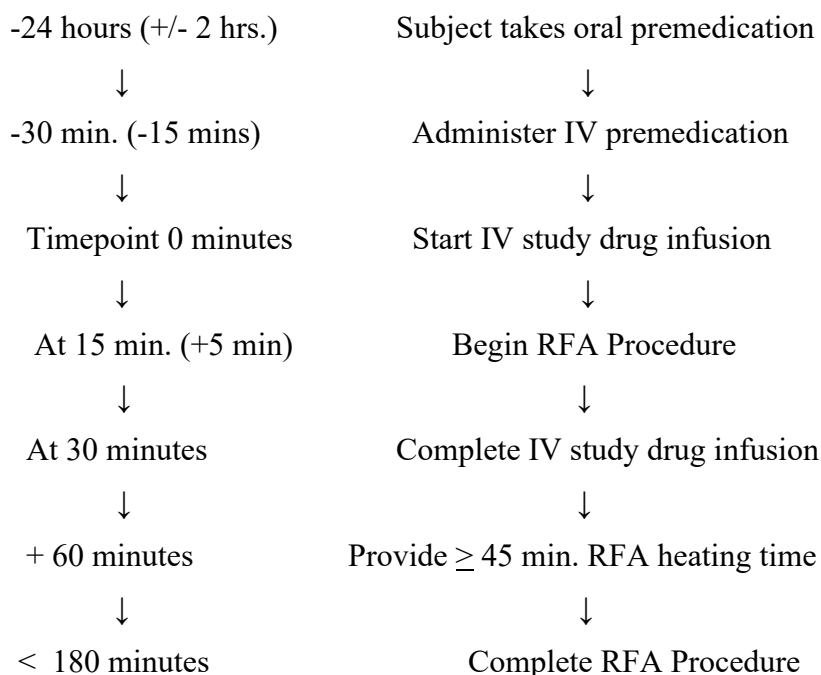 -24 hours (+/- 2 hrs.) Subject takes oral premedication
↓ ↓
-30 min. (-15 mins) Administer IV premedication
↓ ↓
Timepoint 0 minutes Start IV study drug infusion
↓ ↓
At 15 min. (+5 min) Begin RFA Procedure
↓ ↓
At 30 minutes Complete IV study drug infusion
↓ ↓
+ 60 minutes Provide ≥ 45 min. RFA heating time
↓ ↓
< 180 minutes Complete RFA Procedure